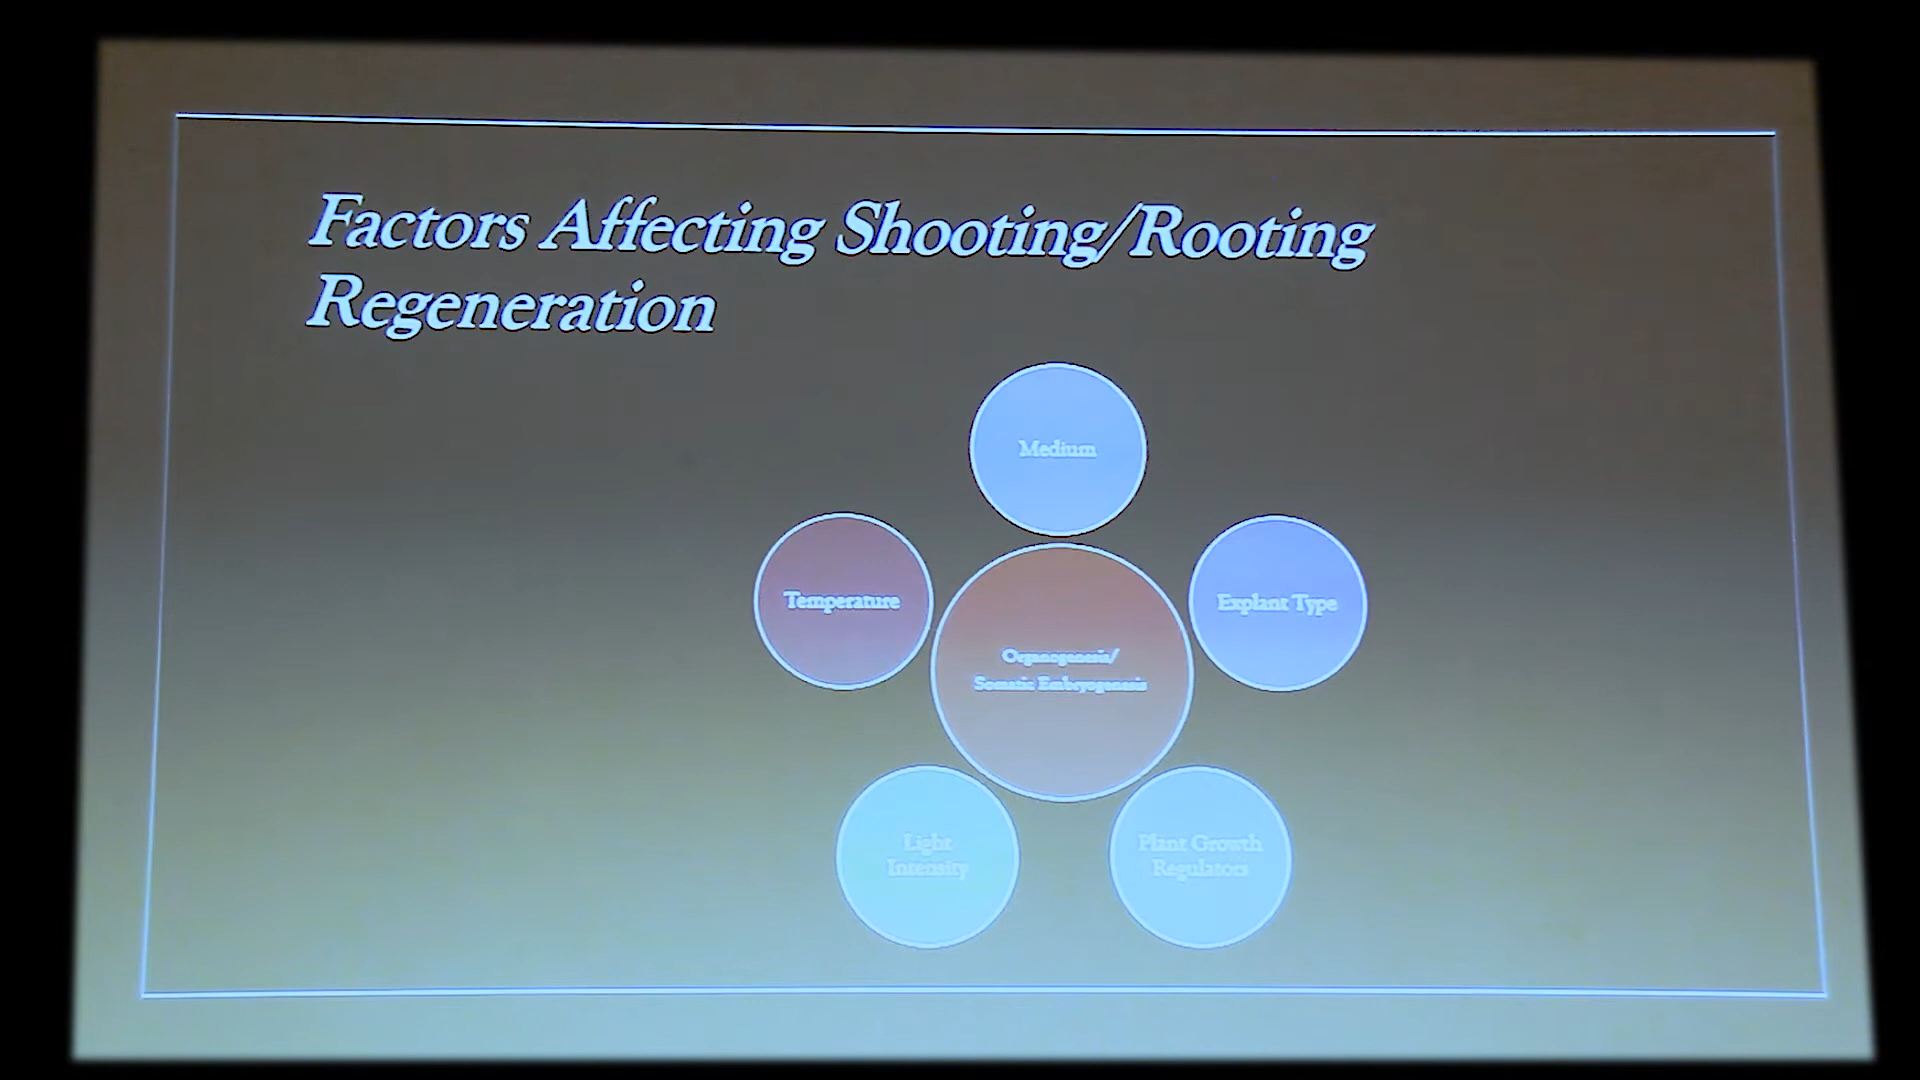 Factors Affecting Shooting/Rooting
Regeneration
Medium
Temperature
Explant Type
Organogenesis/
Somatic Embryogenesis
Light
Intensity
Plant Growth
Regulators